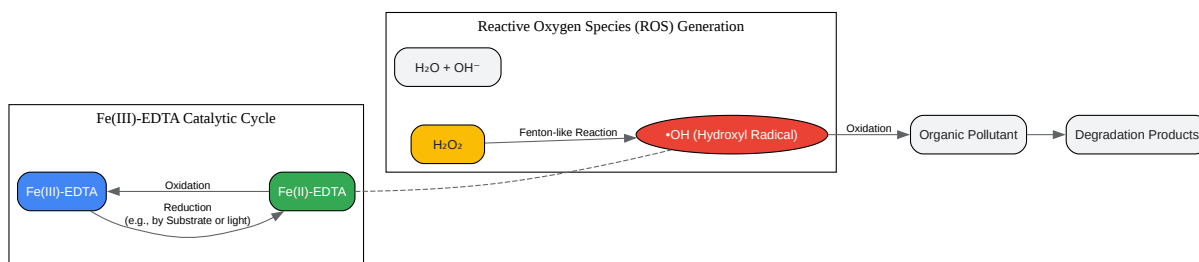 Reactive Oxygen Species (ROS) Generation
H₂O + OH⁻
Fe(III)-EDTA Catalytic Cycle
H₂O₂
Fenton-like Reaction
•OH (Hydroxyl Radical)
Oxidation
Organic Pollutant
Degradation Products
Fe(III)-EDTA
Oxidation
Fe(II)-EDTA
Reduction
(e.g., by Substrate or light)